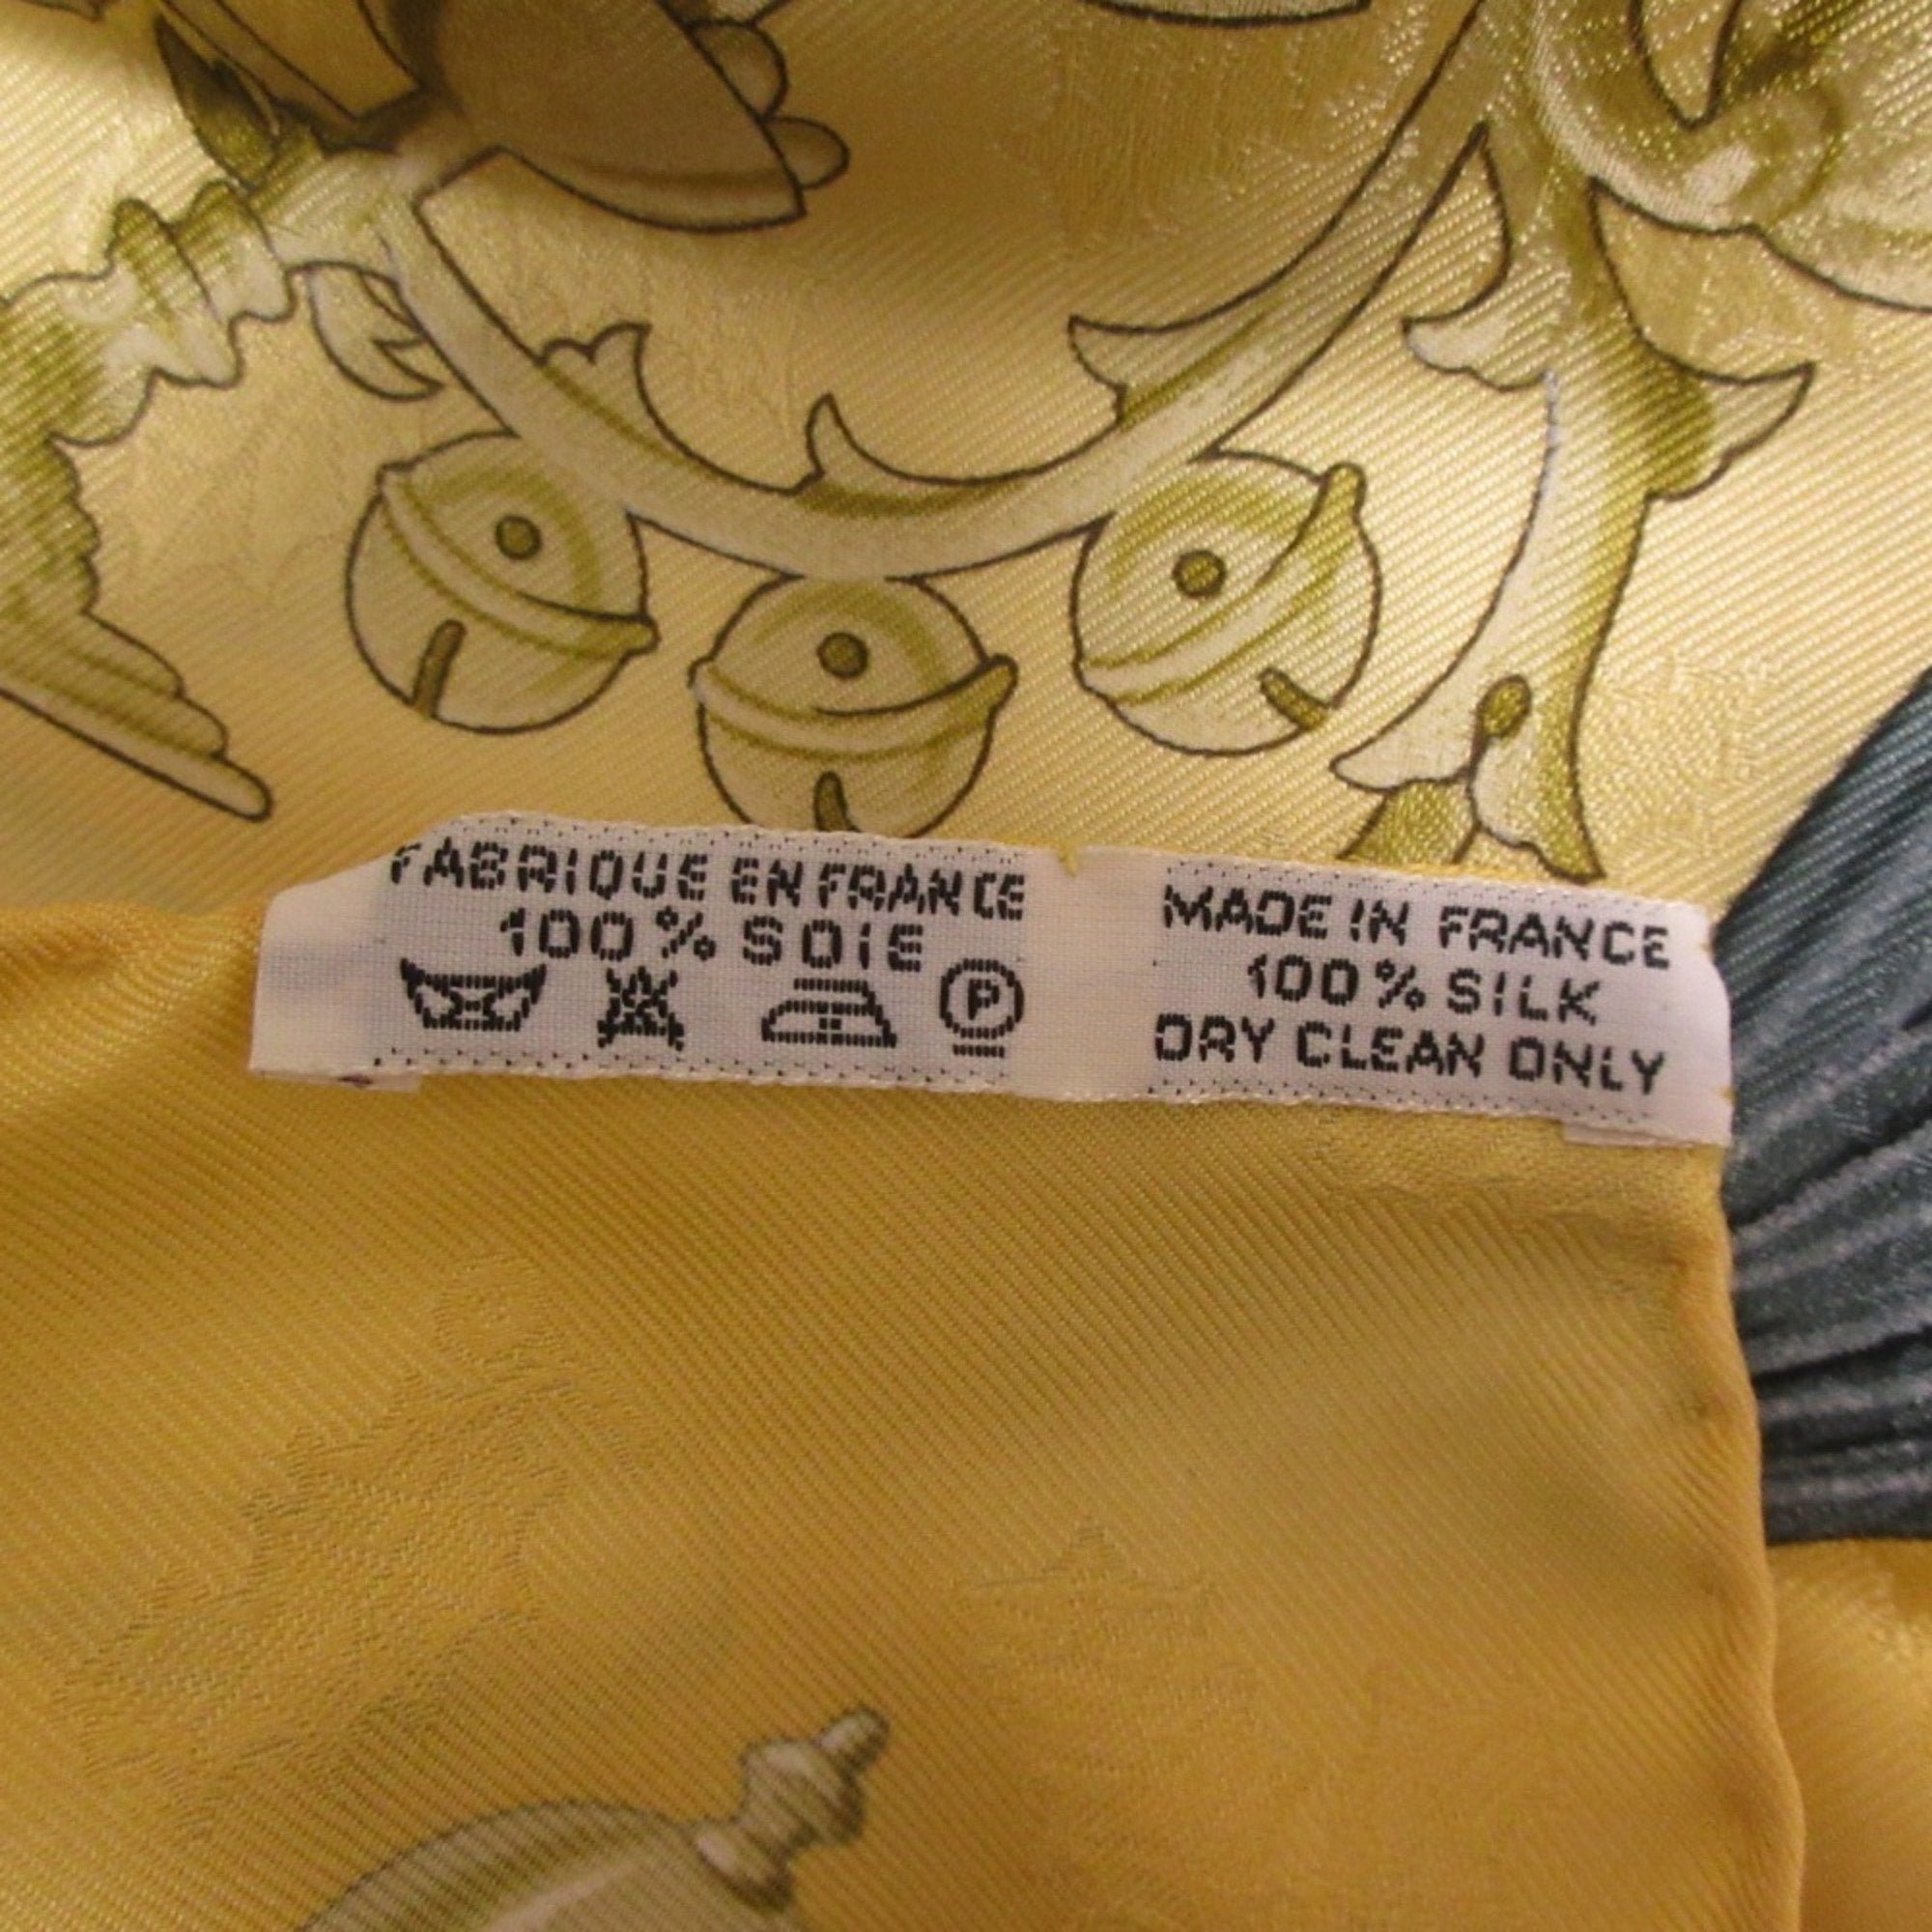 FABRIQUE EN FRANCE
100% SOIE
P
MADE IN FRANCE
100% SILK
DRY CLEAN ONLY